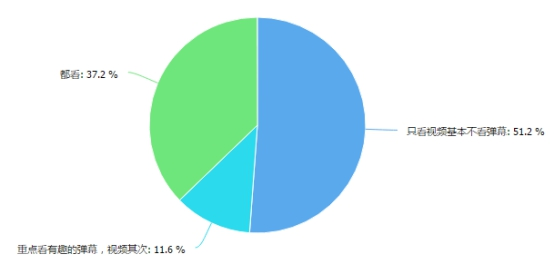 都看: 37.2 %
只看视频基本不看弹幕: 51.2 %
重点看有趣的弹幕，视频其次: 11.6 %